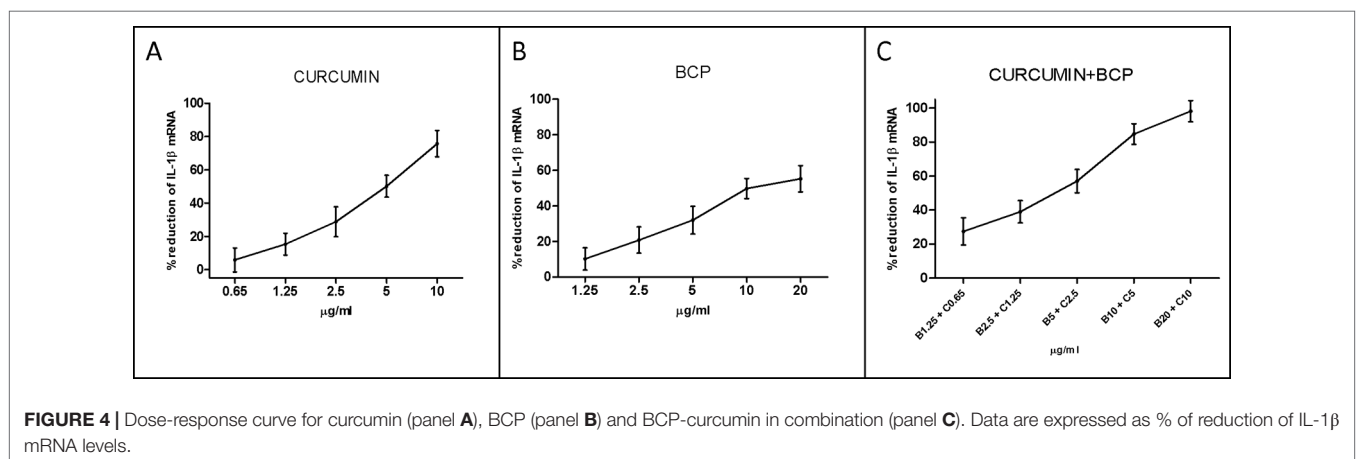 A
CURCUMIN
%reduction of IL-1β mRNA
100
80
60
40
20
0
0.65 1.25 2.5 5 10
µg/ml
B
BCP
%reduction of IL-1β mRNA
100
80
60
40
20
0
1.25 2.5 5 10 20
µg/ml
C
CURCUMIN+BCP
%reduction of IL-1β mRNA
100
80
60
40
20
0
B1.25 + C0.65
B2.5 + C1.25
B5 + C2.5
B10 + C5
B20 + C10
µg/ml
FIGURE 4 | Dose-response curve for curcumin (panel A), BCP (panel B) and BCP-curcumin in combination (panel C). Data are expressed as % of reduction of IL-1β
mRNA levels.